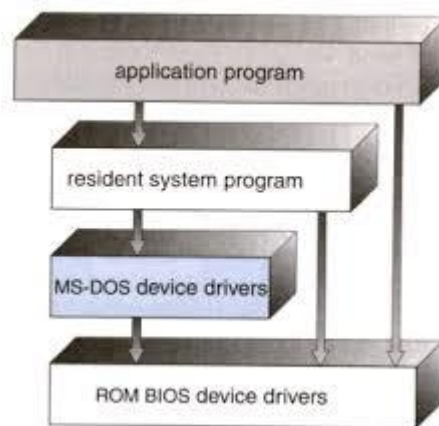 application program
resident system program
MS-DOS device drivers
ROM BIOS device drivers